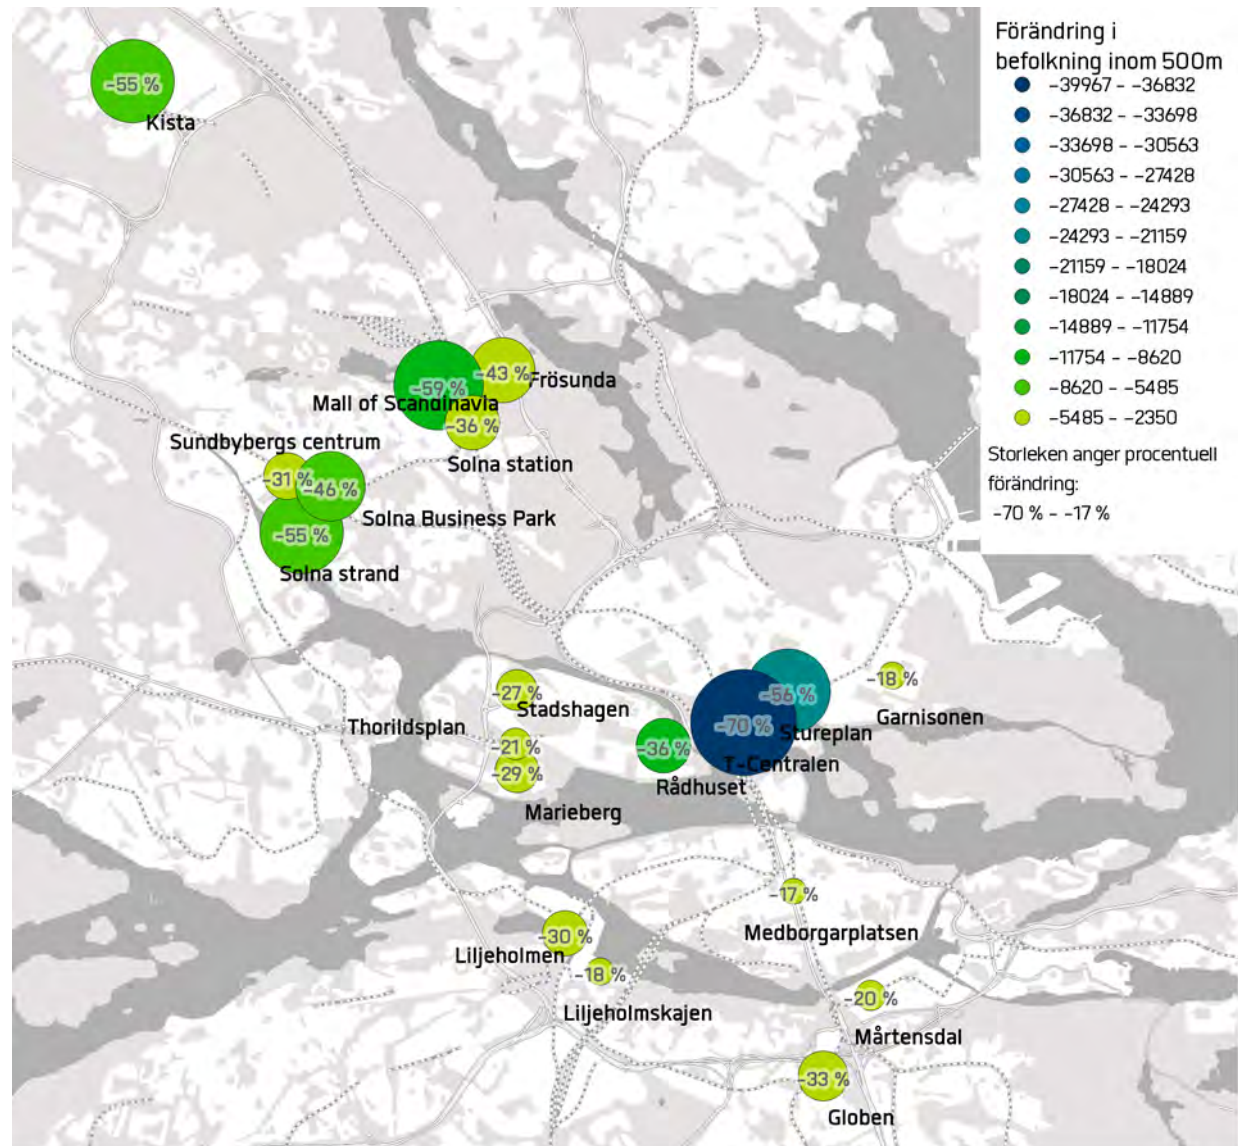 Förändring i
befolkning inom 500m
-39967 - -36832
-36832 - -33698
-33698 - -30563
-30563 - -27428
-27428 - -24293
-24293 - -21159
-21159 - -18024
-18024 - -14889
-14889 - -11754
-11754 - -8620
-8620 - -5485
-5485 - -2350
Storleken anger procentuell
förändring:
-70 % - -17 %
-55 %
Kista
-43 %
Frösunda
-59 %
Mall of Scandinavia
-36 %
Solna station
Sundbybergs centrum
-31 %
-46 %
Solna Business Park
-55 %
Solna strand
-18 %
Garnisonen
-56 %
Stureplan
-70 %
T-Centralen
-36 %
Rådhuset
-27 %
Stadshagen
Thorildsplan
-21 %
-29 %
Marieberg
-17 %
Medborgarplatsen
-30 %
Liljeholmen
-18 %
Liljeholmskajen
-20 %
Mårtensdal
-33 %
Globen